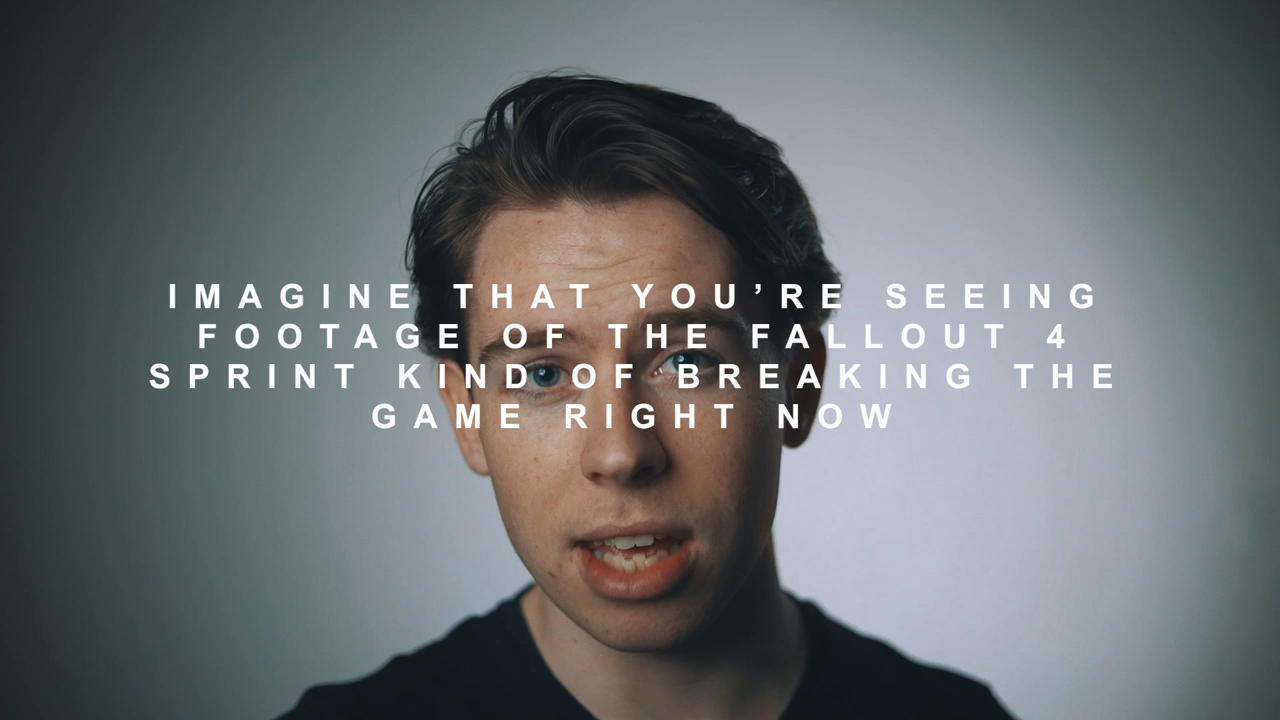 IMAGINE THAT YOU’RE SEEING
FOOTAGE OF THE FALLOUT 4
SPRINT KIND OF BREAKING THE
GAME RIGHT NOW